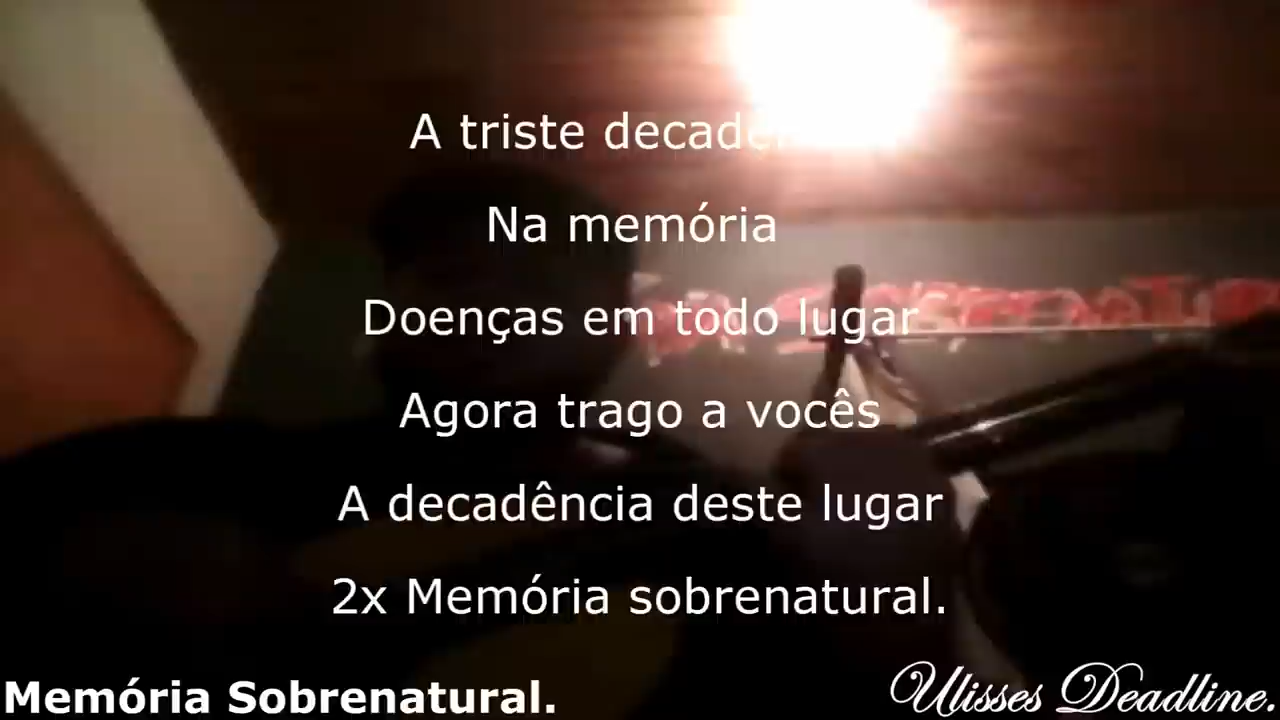 A triste
Na memória
Doenças em todo lugar
Agora trago a vocês
A decadência deste lugar
2x Memória sobrenatural.
Memória Sobrenatural.
Ulisses Deadline.